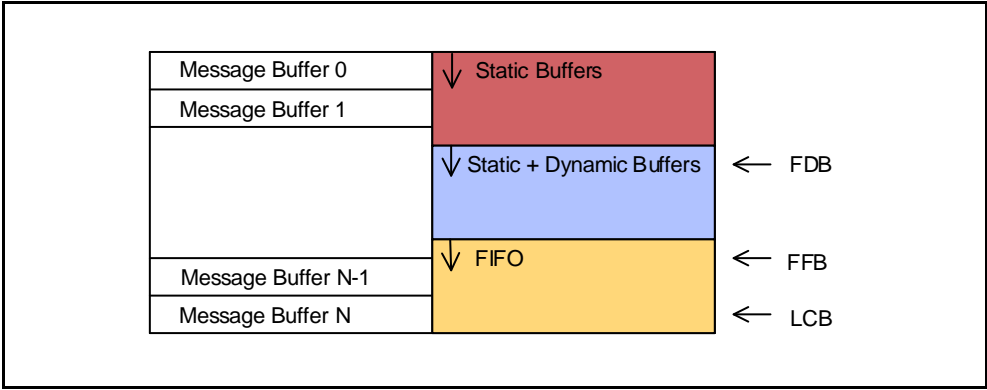 Message Buffer 0
Static Buffers
Message Buffer 1
Static + Dynamic Buffers
FDB
FIFO
FFB
Message Buffer N-1
Message Buffer N
LCB